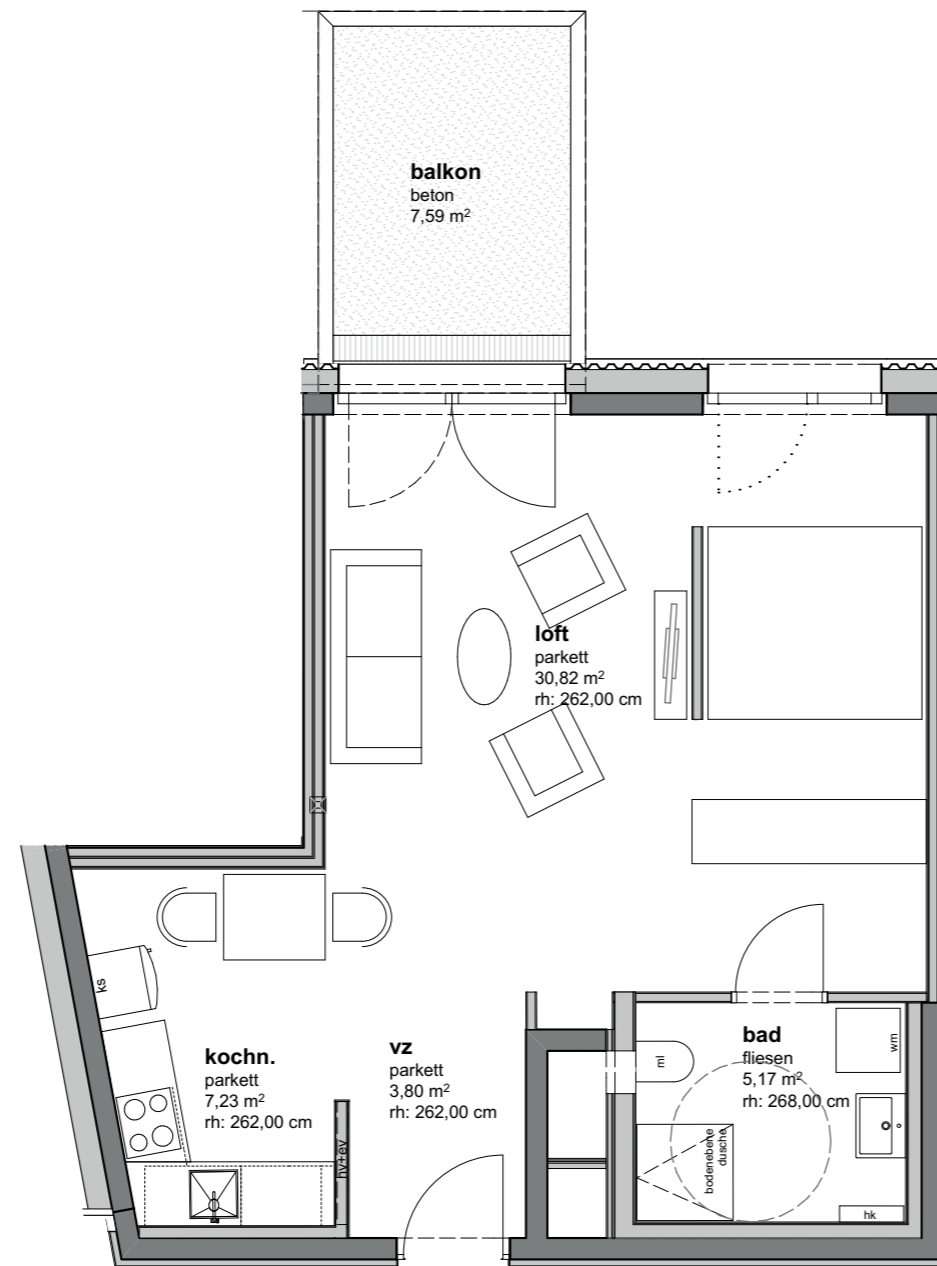 balkon
beton
7,59 m²
loft
parkett
30,82 m²
rh: 262,00 cm
ks
kochn.
parkett
7,23 m²
rh: 262,00 cm
vz
parkett
3,80 m²
rh: 262,00 cm
hv+ev
ml
bad
fliesen
5,17 m²
rh: 268,00 cm
wm
bodenebene
dusche
hk